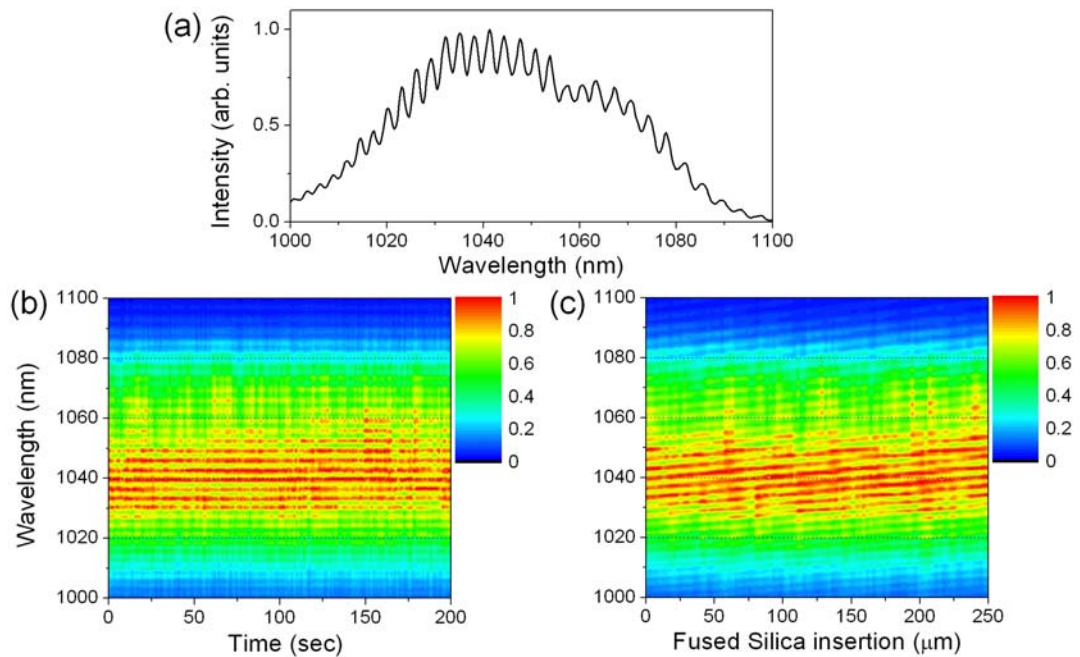 (a)
Intensity (arb. units)
1.0
0.5
0.0
1000 1020 1040 1060 1080 1100
Wavelength (nm)
(b)
Wavelength (nm)
1100
1080
1060
1040
1020
1000
0 50 100 150 200
Time (sec)
1
0.8
0.6
0.4
0.2
0
(c)
1100
1080
1060
1040
1020
1000
0 50 100 150 200 250
Fused Silica insertion (μm)
1
0.8
0.6
0.4
0.2
0